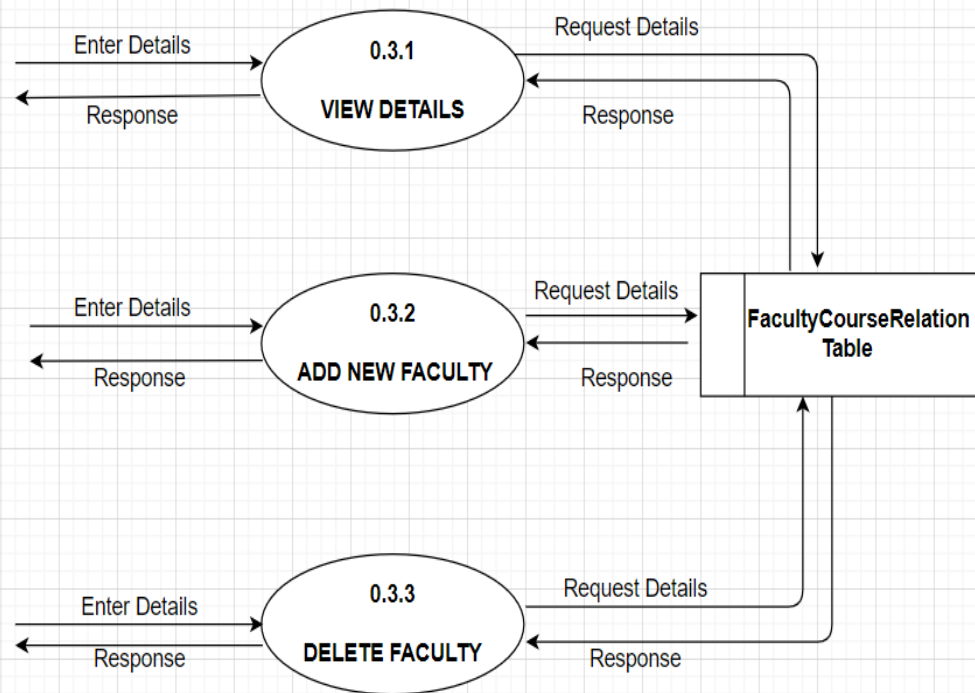 Enter Details
Response
0.3.1
VIEW DETAILS
Request Details
Response
Enter Details
Response
0.3.2
ADD NEW FACULTY
Request Details
Response
FacultyCourseRelation
Table
Enter Details
Response
0.3.3
DELETE FACULTY
Request Details
Response